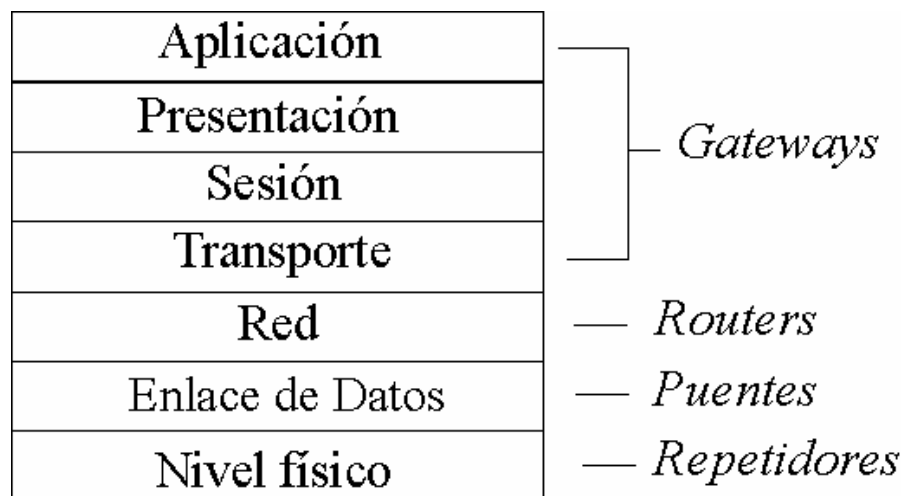 Aplicación
Presentación
Sesión
Transporte
Gateways
Red
Routers
Enlace de Datos
Puentes
Nivel físico
Repetidores